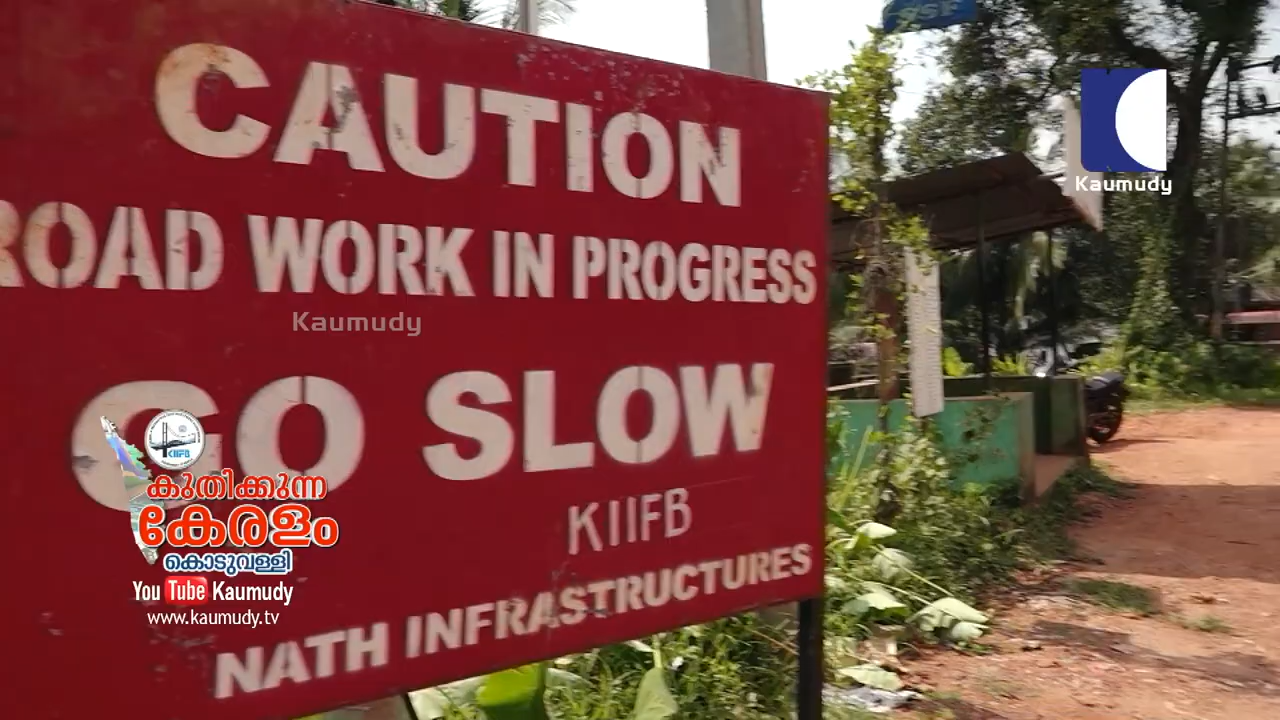 CAUTION
ROAD WORK IN PROGRESS
GO SLOW
KIIFB
NATH INFRASTRUCTURES
Kaumudy
Kaumudy
KIIFB
കുതിക്കുന്ന
കേരളം
കൊടുവള്ളി
You Tube Kaumudy
www.kaumudy.tv